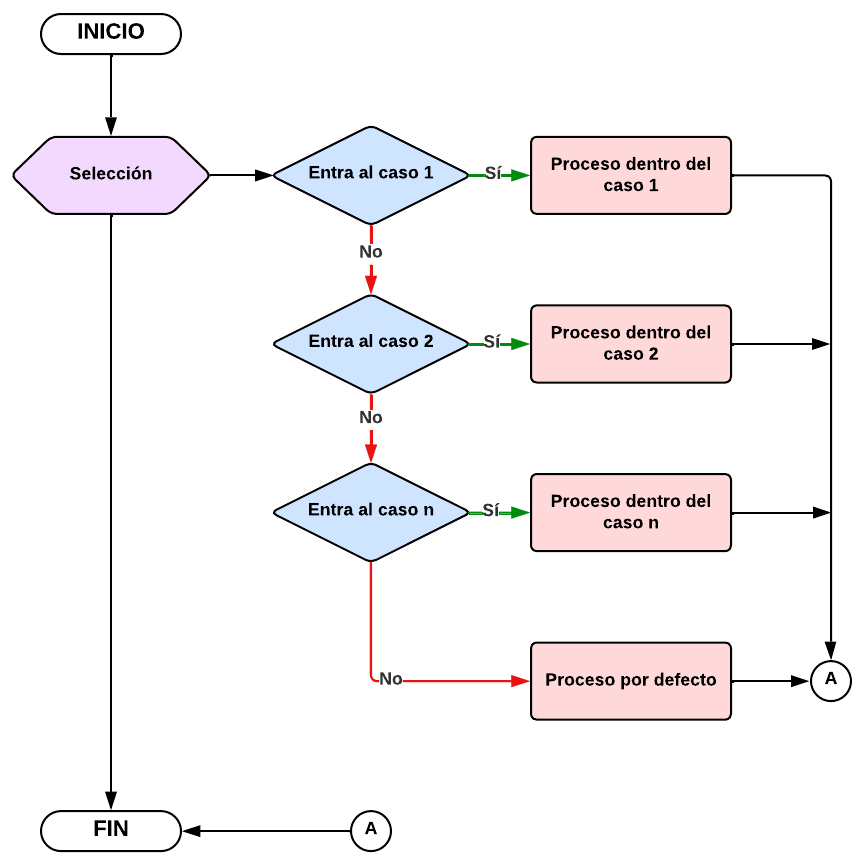 INICIO
Selección
Entra al caso 1
Sí
Proceso dentro del
caso 1
No
Entra al caso 2
Sí
Proceso dentro del
caso 2
No
Entra al caso n
Sí
Proceso dentro del
caso n
No
Proceso por defecto
A
FIN
A